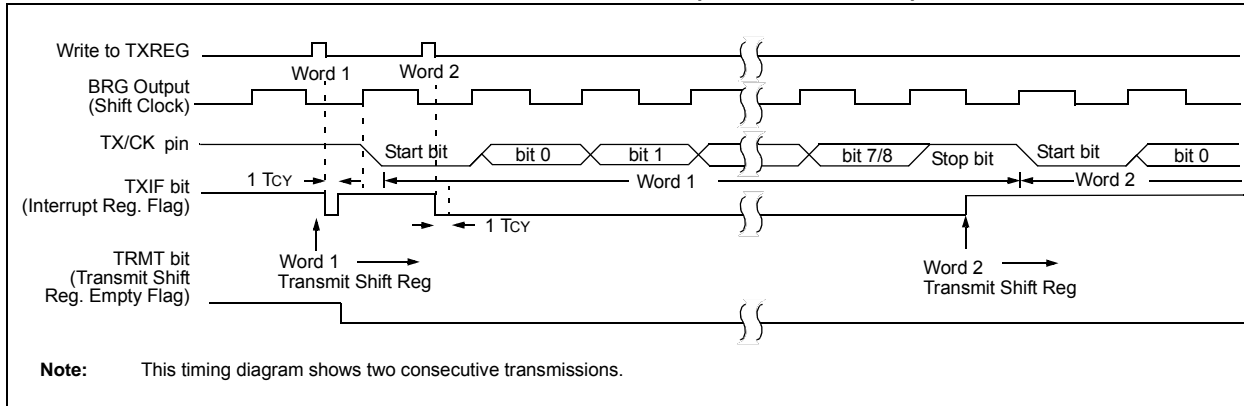 Write to TXREG
Word 1
Word 2
BRG Output
(Shift Clock)
TX/CK pin
Start bit
bit 0
bit 1
bit 7/8
Stop bit
Start bit
bit 0
1 TCY
Word 1
Word 2
TXIF bit
(Interrupt Reg. Flag)
1 TCY
TRMT bit
(Transmit Shift
Reg. Empty Flag)
Word 1
Transmit Shift Reg
Word 2
Transmit Shift Reg
Note: This timing diagram shows two consecutive transmissions.